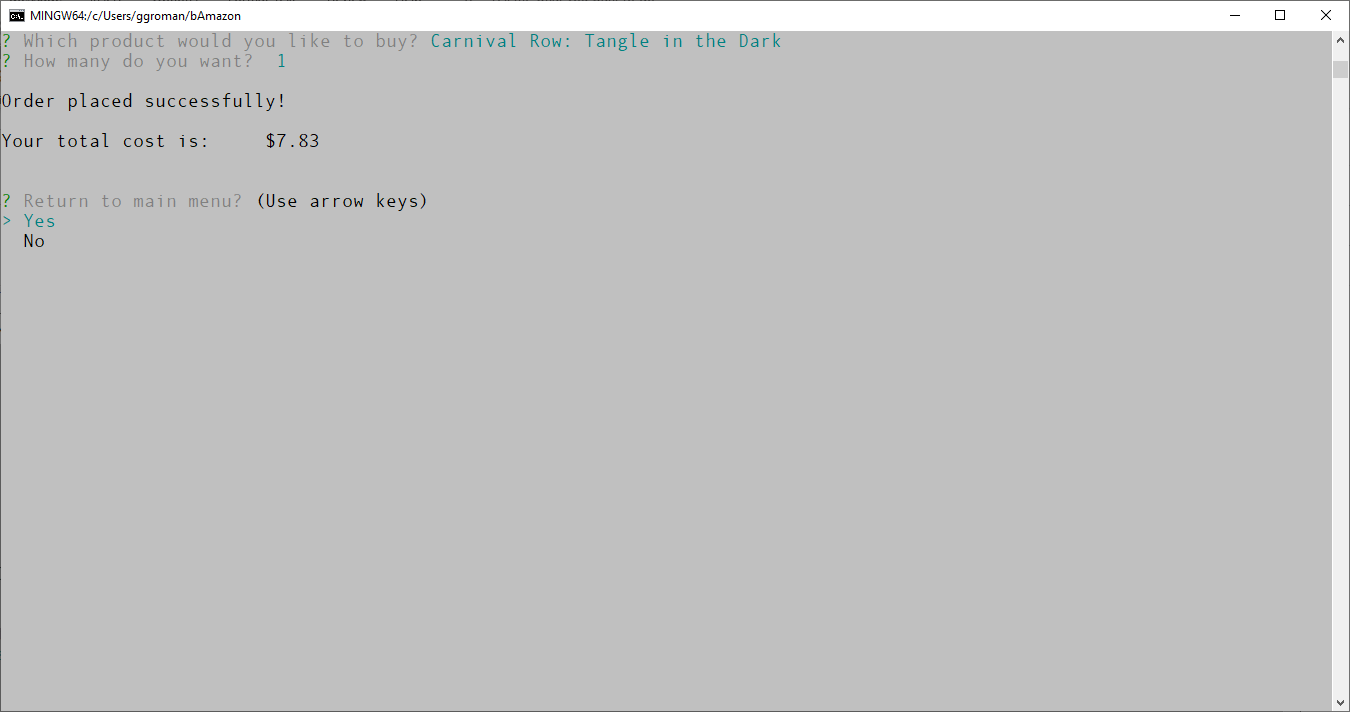 MINGW64:/c/Users/ggroman/bAmazon
? Which product would you like to buy? Carnival Row: Tangle in the Dark
? How many do you want?  1
Order placed successfully!
Your total cost is:     $7.83
? Return to main menu? (Use arrow keys)
> Yes
  No